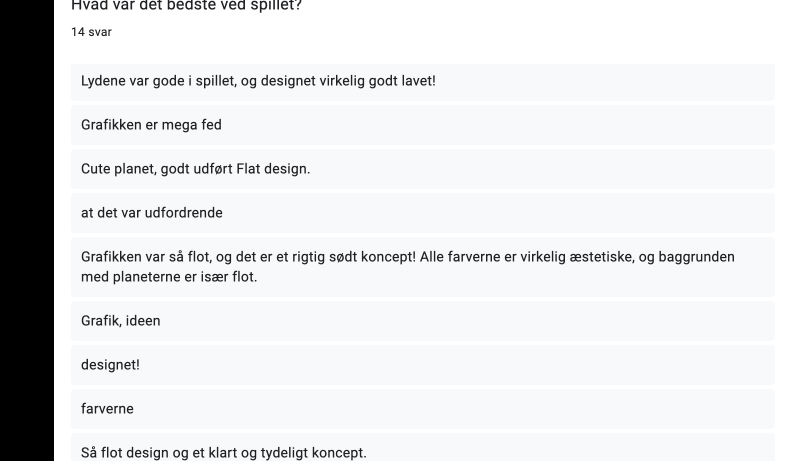 Hvad var det bedste ved spillet?
14 svar
Lydene var gode i spillet, og designet virkelig godt lavet!
Grafikken er mega fed
Cute planet, godt udført Flat design.
at det var udfordrende
Grafikken var så flot, og det er et rigtig sødt koncept! Alle farverne er virkelig æstetiske, og baggrunden
med planeterne er især flot.
Grafik, ideen
designet!
farverne
Så flot design og et klart og tydeligt koncept.